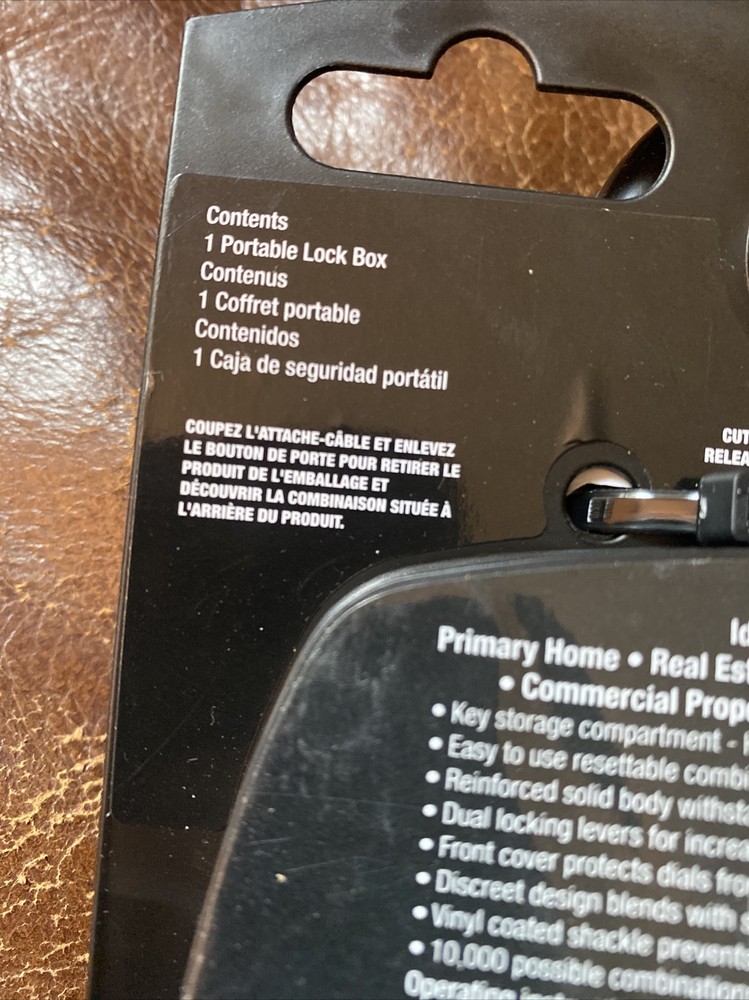 Contents
1 Portable Lock Box
Contenus
1 Coffret portable
Contenidos
1 Caja de seguridad portátil
COUPEZ L'ATTACHE-CÂBLE ET ENLEVEZ
LE BOUTON DE PORTE POUR RETIRER LE
PRODUIT DE L'EMBALLAGE ET
DÉCOUVRIR LA COMBINAISON SITUÉE À
L'ARRIÈRE DU PRODUIT.
CUT
Primary Home • Real
• Commercial
• Key storage compartment -
• Easy to use resettable
• Reinforced solid body
• Dual locking levers for
• Front cover protects dials
• Discreet design blends with
• Vinyl coated shackle
• 10,000 possible
Operating